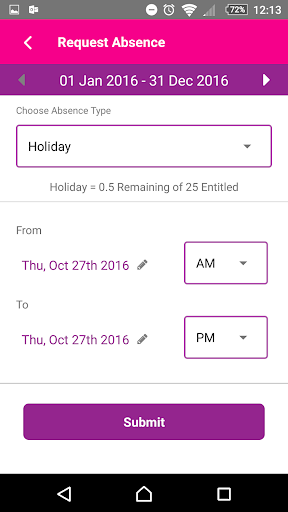 72% 12:13
Request Absence
01 Jan 2016 - 31 Dec 2016
Choose Absence Type
Holiday
Holiday = 0.5 Remaining of 25 Entitled
From
Thu, Oct 27th 2016 AM
To
Thu, Oct 27th 2016 PM
Submit